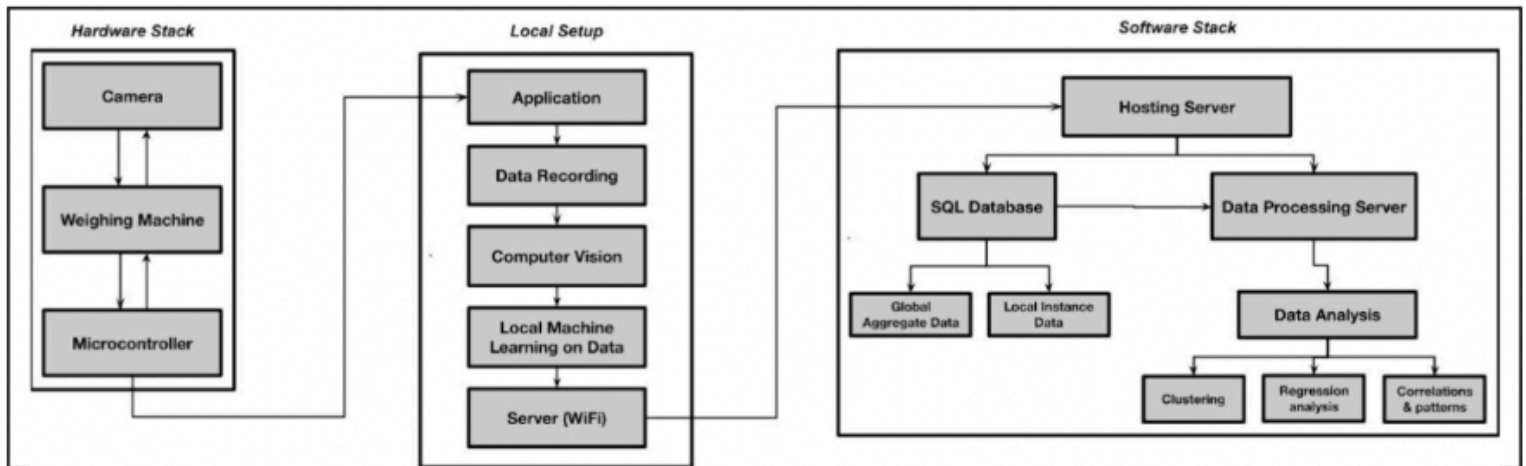 Hardware Stack
Camera
Weighing Machine
Microcontroller
Local Setup
Application
Data Recording
Computer Vision
Local Machine
Learning on Data
Server (WiFi)
Software Stack
Hosting Server
SQL Database
Data Processing Server
Global
Aggregate Data
Local Instance
Data
Data Analysis
Clustering
Regression
analysis
Correlations
& patterns